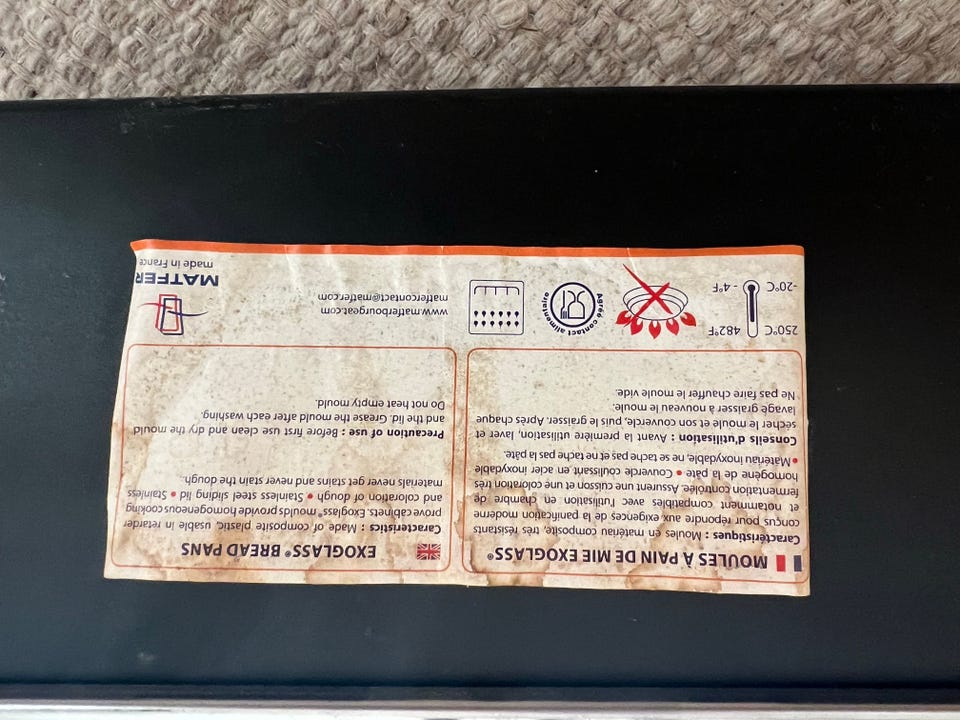 MOULES À PAIN DE MIE EXOGLASS®
Caractéristiques : Moules en matériau composite, très résistants
conçus pour répondre aux exigences de la panification moderne
et notamment compatibles avec l'utilisation en chambre de
fermentation contrôlée. Assurent une cuisson et une coloration très
homogène de la pâte • Couvercle coulissant en acier inoxydable
• Matériau inoxydable, ne se tache pas et ne tache pas la pâte.
Conseils d'utilisation : Avant la première utilisation, laver et
sécher le moule et son couvercle, puis le graisser. Après chaque
lavage graisser à nouveau le moule.
Ne pas faire chauffer le moule vide.
EXOGLASS® BREAD PANS
Caracteristics : Made of composite plastic, usable in retarder
prove cabinets, Exoglass® mould provide homogeneous cooking
and coloration of dough • Stainless steel sliding lid • Stainless
materials never get stains and never stain the dough.
Precaution of use : Before first use clean and dry the mould
and the lid. Grease the mould after each washing.
Do not heat empty mould.
250°C 482°F
-20°C - 4°F
Agréé contact alimentaire
www.matferbourgeat.com
matfercontact@matfer.com
MATFER
made in France